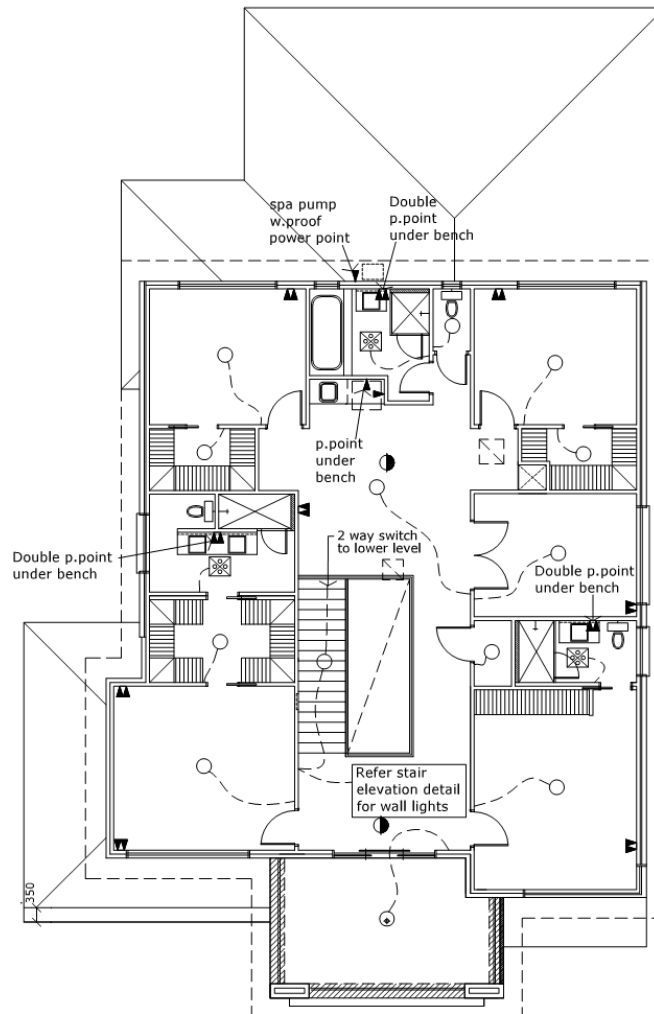 spa pump
w.proof
power point
Double
p.point
under bench
p.point
under
bench
2 way switch
to lower level
Double p.point
under bench
Double p.point
under bench
Refer stair
elevation detail
for wall lights
350